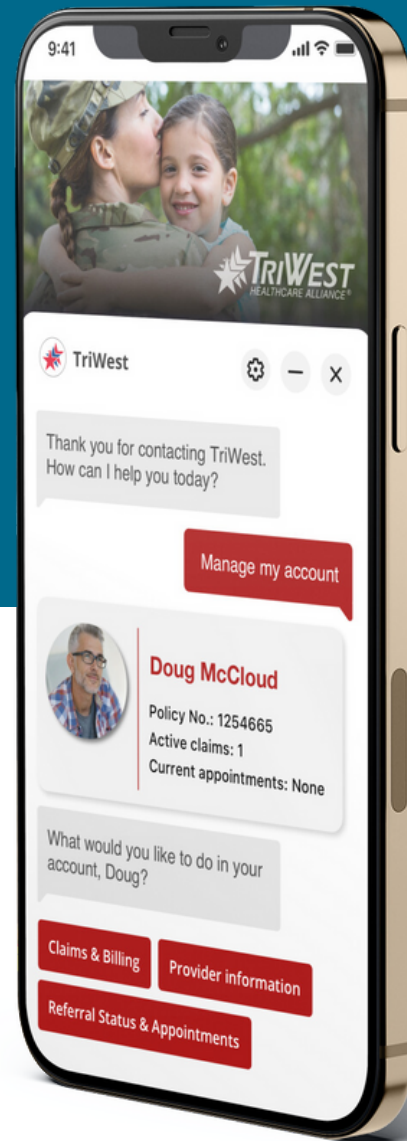 9:41
TRIWEST
HEALTHCARE ALLIANCE®
TriWest
Thank you for contacting TriWest.
How can I help you today?
Manage my account
Doug McCloud
Policy No.: 1254665
Active claims: 1
Current appointments: None
What would you like to do in your
account, Doug?
Claims & Billing
Provider information
Referral Status & Appointments